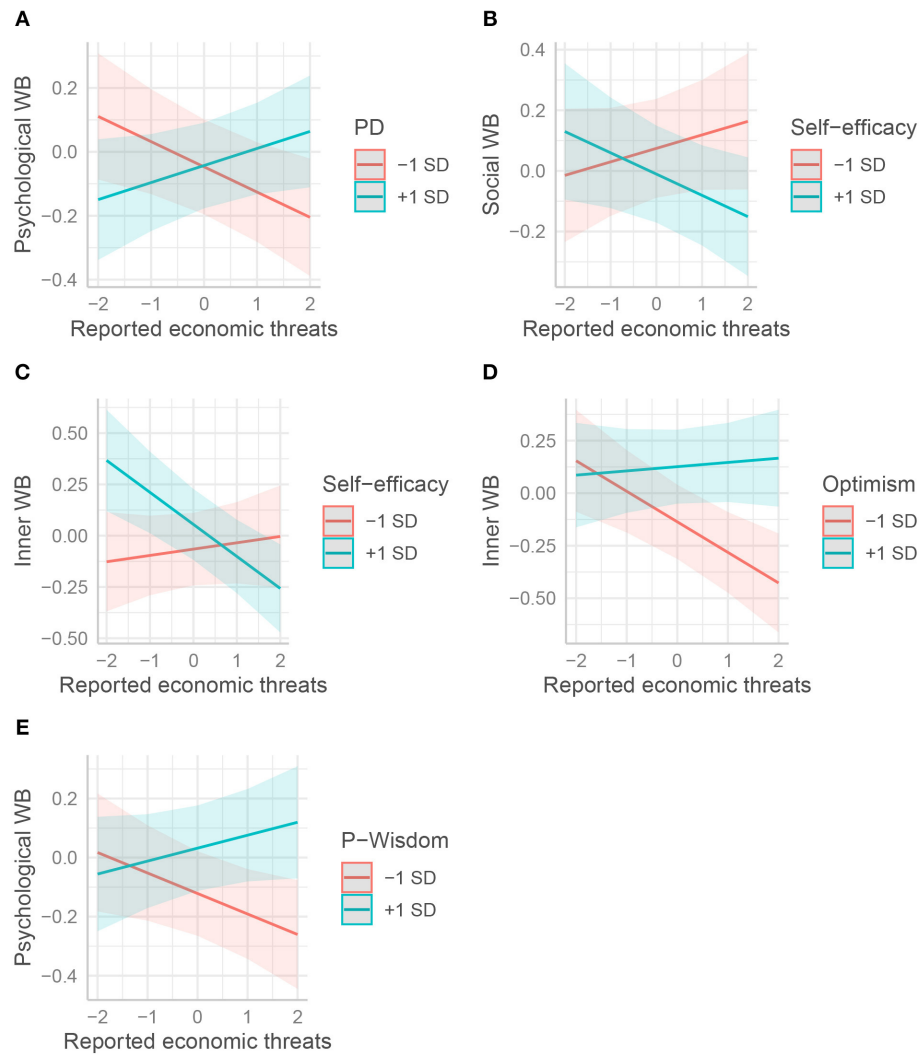 A
Psychological WB
0.2
0.0
−0.2
−0.4
−2 −1 0 1 2
Reported economic threats
PD
−1 SD
+1 SD
B
Social WB
0.4
0.2
0.0
−0.2
−2 −1 0 1 2
Reported economic threats
Self−efficacy
−1 SD
+1 SD
C
Inner WB
0.50
0.25
0.00
−0.25
−0.50
−2 −1 0 1 2
Reported economic threats
Self−efficacy
−1 SD
+1 SD
D
Inner WB
0.25
0.00
−0.25
−0.50
−2 −1 0 1 2
Reported economic threats
Optimism
−1 SD
+1 SD
E
Psychological WB
0.2
0.0
−0.2
−0.4
−2 −1 0 1 2
Reported economic threats
P−Wisdom
−1 SD
+1 SD